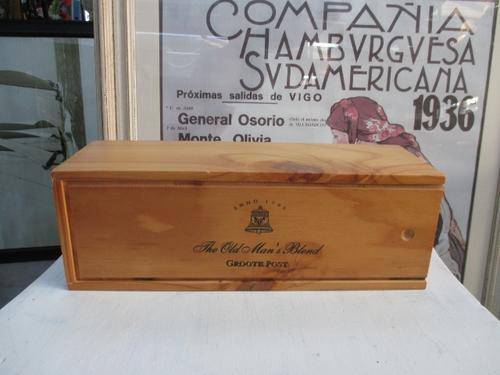 COMPAÑIA
HAMBVRGVESA
SVDAMERICANA
Próximas salidas de VIGO
1936
General Osorio
Monte Olivia
ANNO
The Old Man's Blend
GROOTE POST